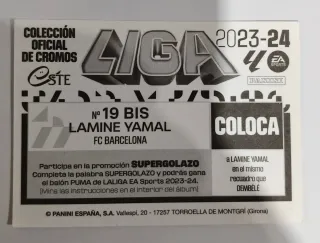 COLECCIÓN
OFICIAL
DE CROMOS
Este
LIGA
2023-24
EA
SPORTS
PANINI
Nº 19 BIS
LAMINE YAMAL
FC BARCELONA
COLOCA
a LAMINE YAMAL
en el mismo
recuadro que
DEMBÉLÉ
Participa en la promoción SUPERGOLAZO
Completa la palabra SUPERGOLAZO y podrás ganar
el balón PUMA de LALIGA EA Sports 2023-24.
(Mira las instrucciones en el interior del álbum)
© PANINI ESPAÑA, S.A. Vallespí, 20 - 17257 TORROELLA DE MONTGRÍ (Girona)